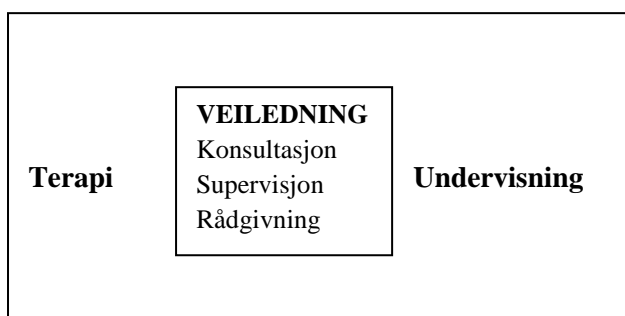 VEILEDNING
Konsultasjon
Terapi
Supervisjon
Undervisning
Rådgivning